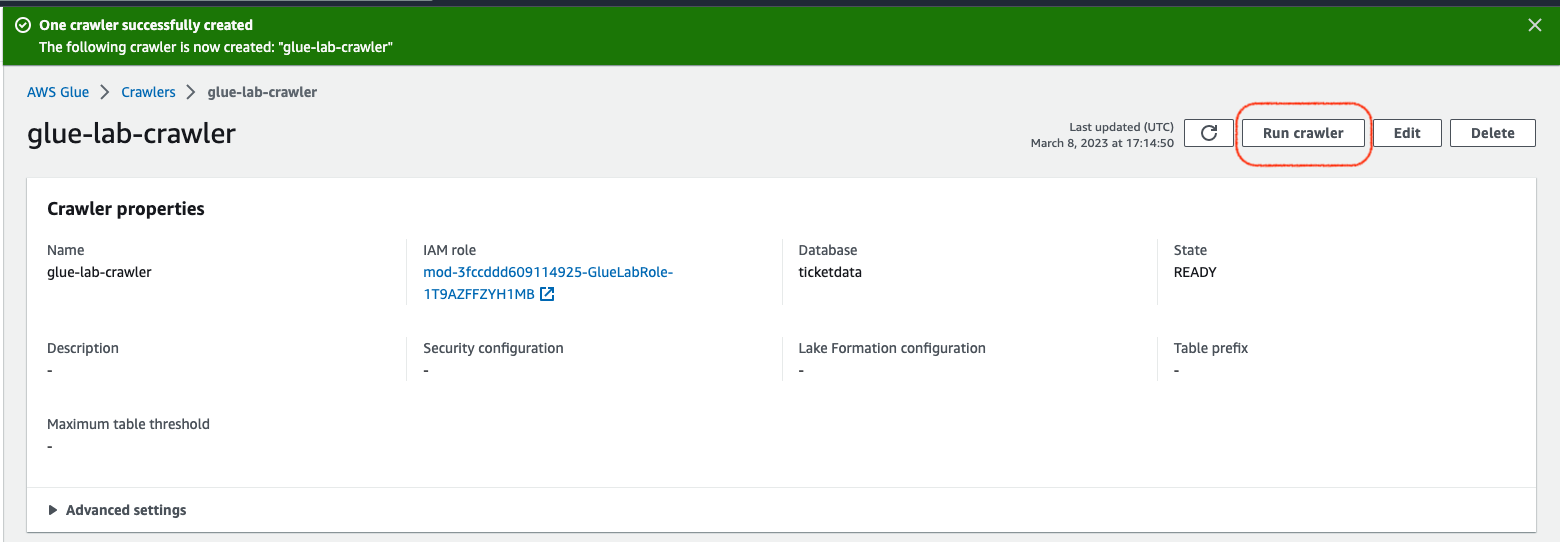 One crawler successfully created
The following crawler is now created: "glue-lab-crawler"
AWS Glue > Crawlers > glue-lab-crawler
glue-lab-crawler
Last updated (UTC)
March 8, 2023 at 17:14:50
Run crawler
Edit
Delete
Crawler properties
Name
glue-lab-crawler
IAM role
mod-3fccddd609114925-GlueLabRole-
1T9AZFFZYH1MB
Database
ticketdata
State
READY
Description
-
Security configuration
-
Lake Formation configuration
-
Table prefix
-
Maximum table threshold
-
Advanced settings